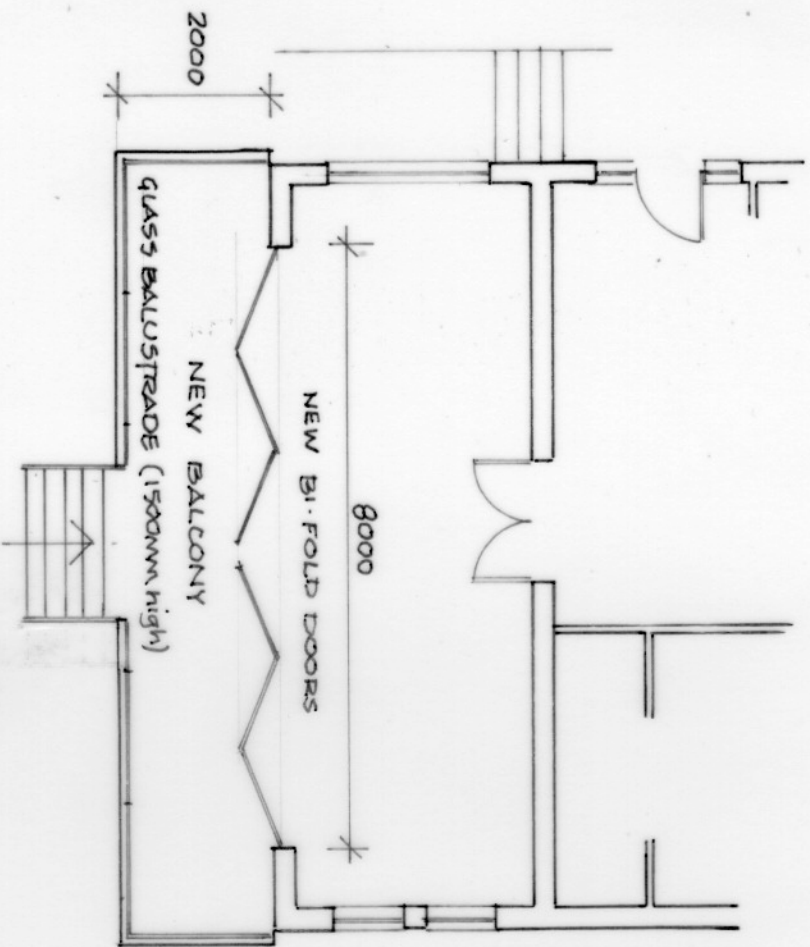 2000
GLASS BALUSTRADE (1500mm high)
NEW BALCONY
NEW BI-FOLD DOORS
8000